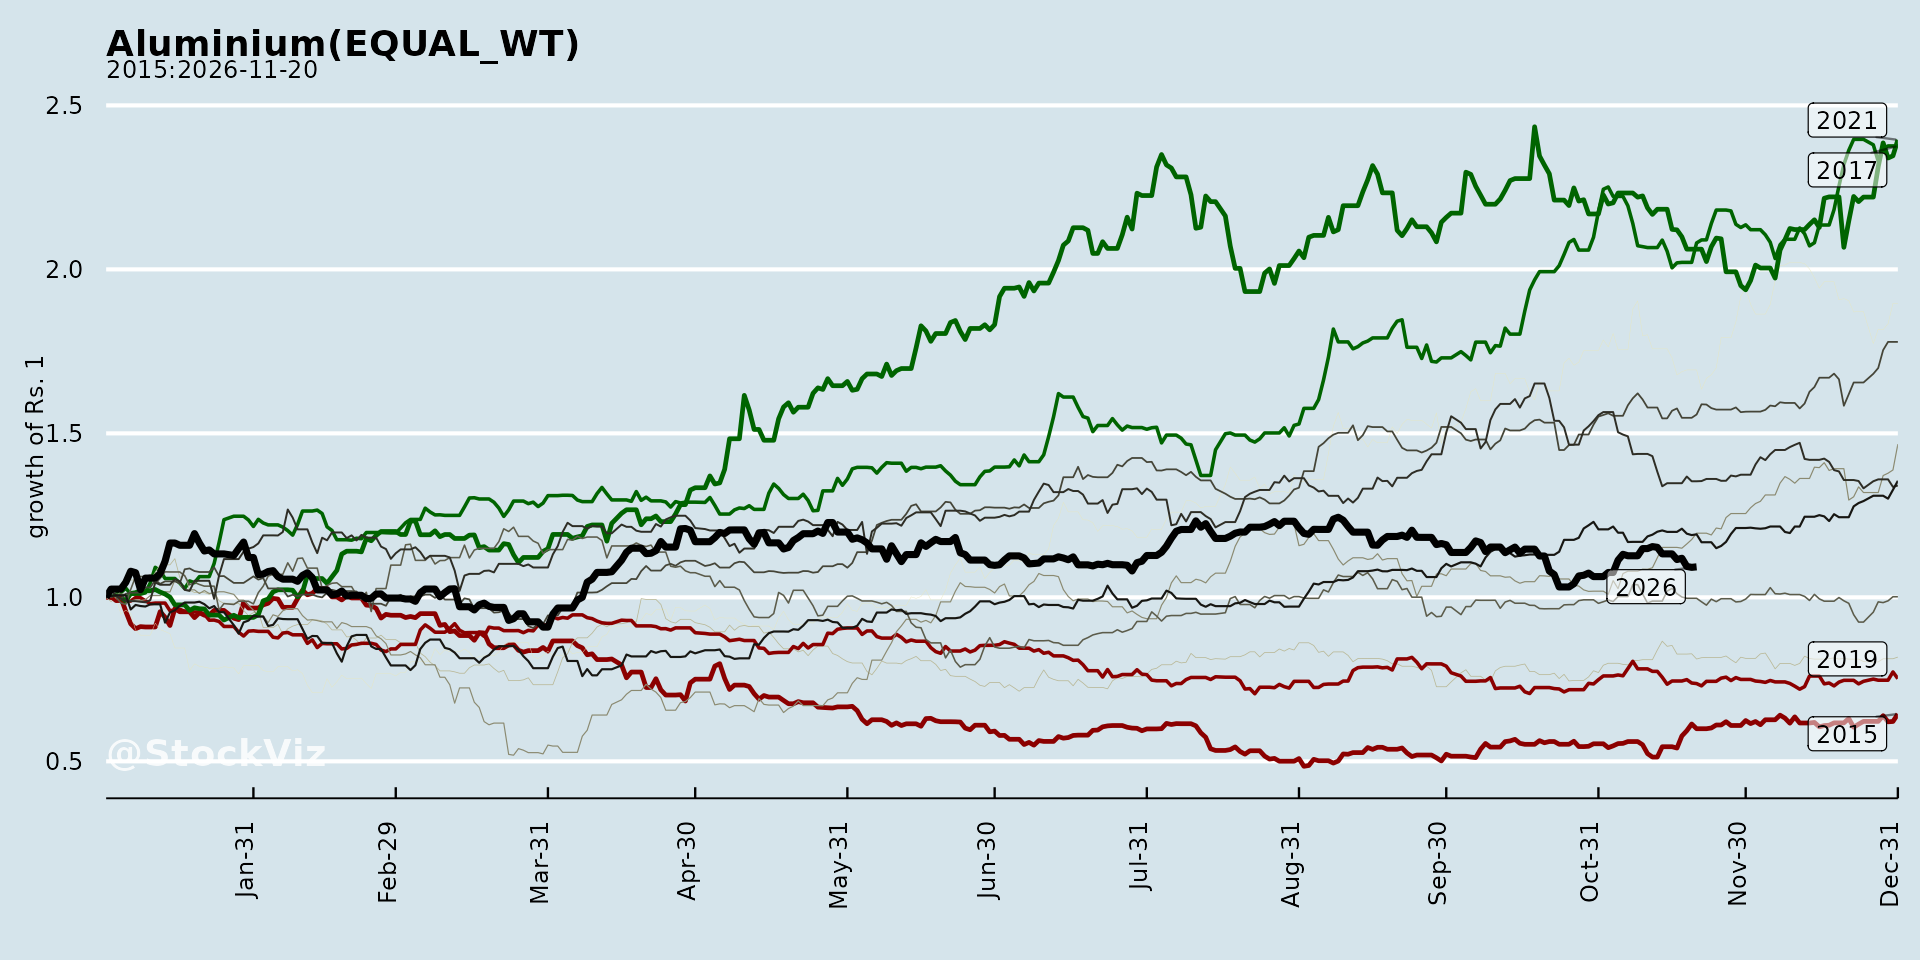 Aluminium(EQUAL_WT)
2015:2026-11-20
growth of Rs. 1
2.5
2.0
1.5
1.0
0.5
2021
2017
2026
2019
2015
@StockViz
Jan-31
Feb-29
Mar-31
Apr-30
May-31
Jun-30
Jul-31
Aug-31
Sep-30
Oct-31
Nov-30
Dec-31